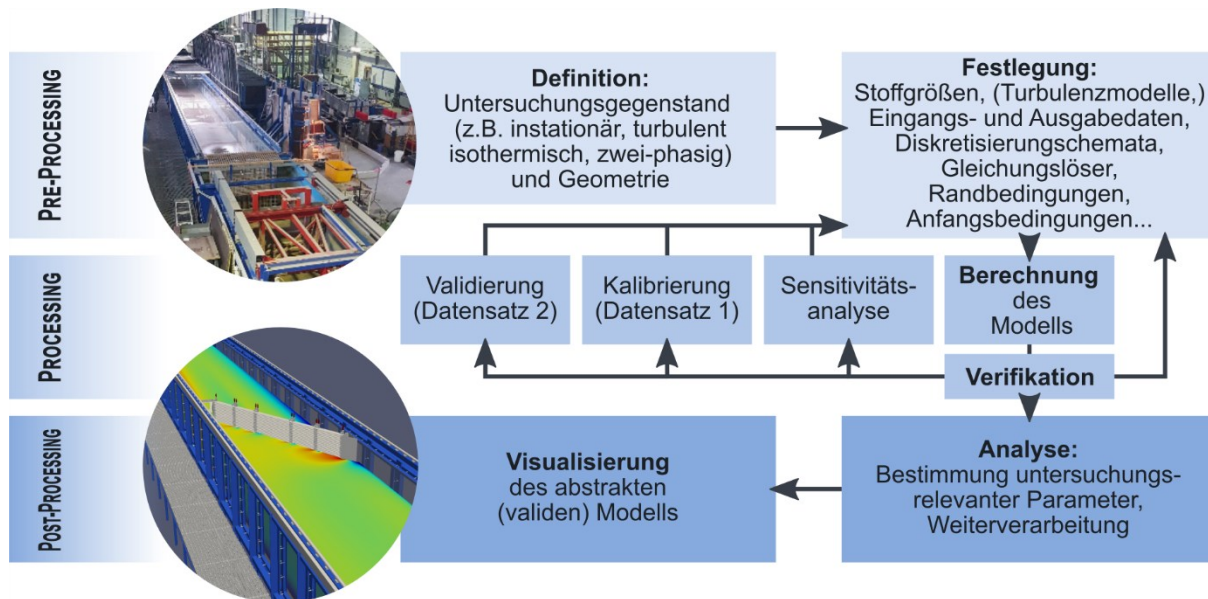 PRE-PROCESSING
Definition:
Untersuchungsgegenstand
(z.B. instationär, turbulent
isothermisch, zwei-phasig)
und Geometrie
Festlegung:
Stoffgrößen, (Turbulenzmodelle,)
Eingangs- und Ausgabedaten,
Diskretisierungschemata,
Gleichungslöser,
Randbedingungen,
Anfangsbedingungen...
PROCESSING
Validierung
(Datensatz 2)
Kalibrierung
(Datensatz 1)
Sensitivitäts-
analyse
Berechnung
des
Modells
Verifikation
POST-PROCESSING
Visualisierung
des abstrakten
(validen) Modells
Analyse:
Bestimmung untersuchungs-
relevanter Parameter,
Weiterverarbeitung